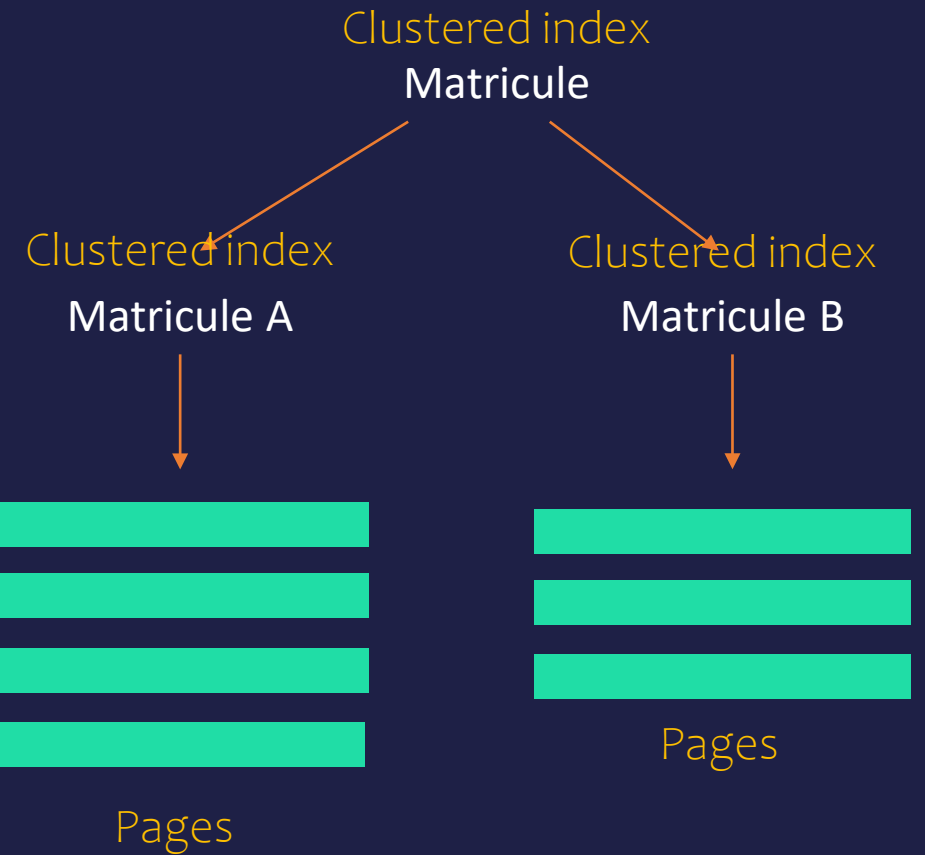 Clustered index
Matricule
Clustered index
Matricule A
Clustered index
Matricule B
Pages
Pages